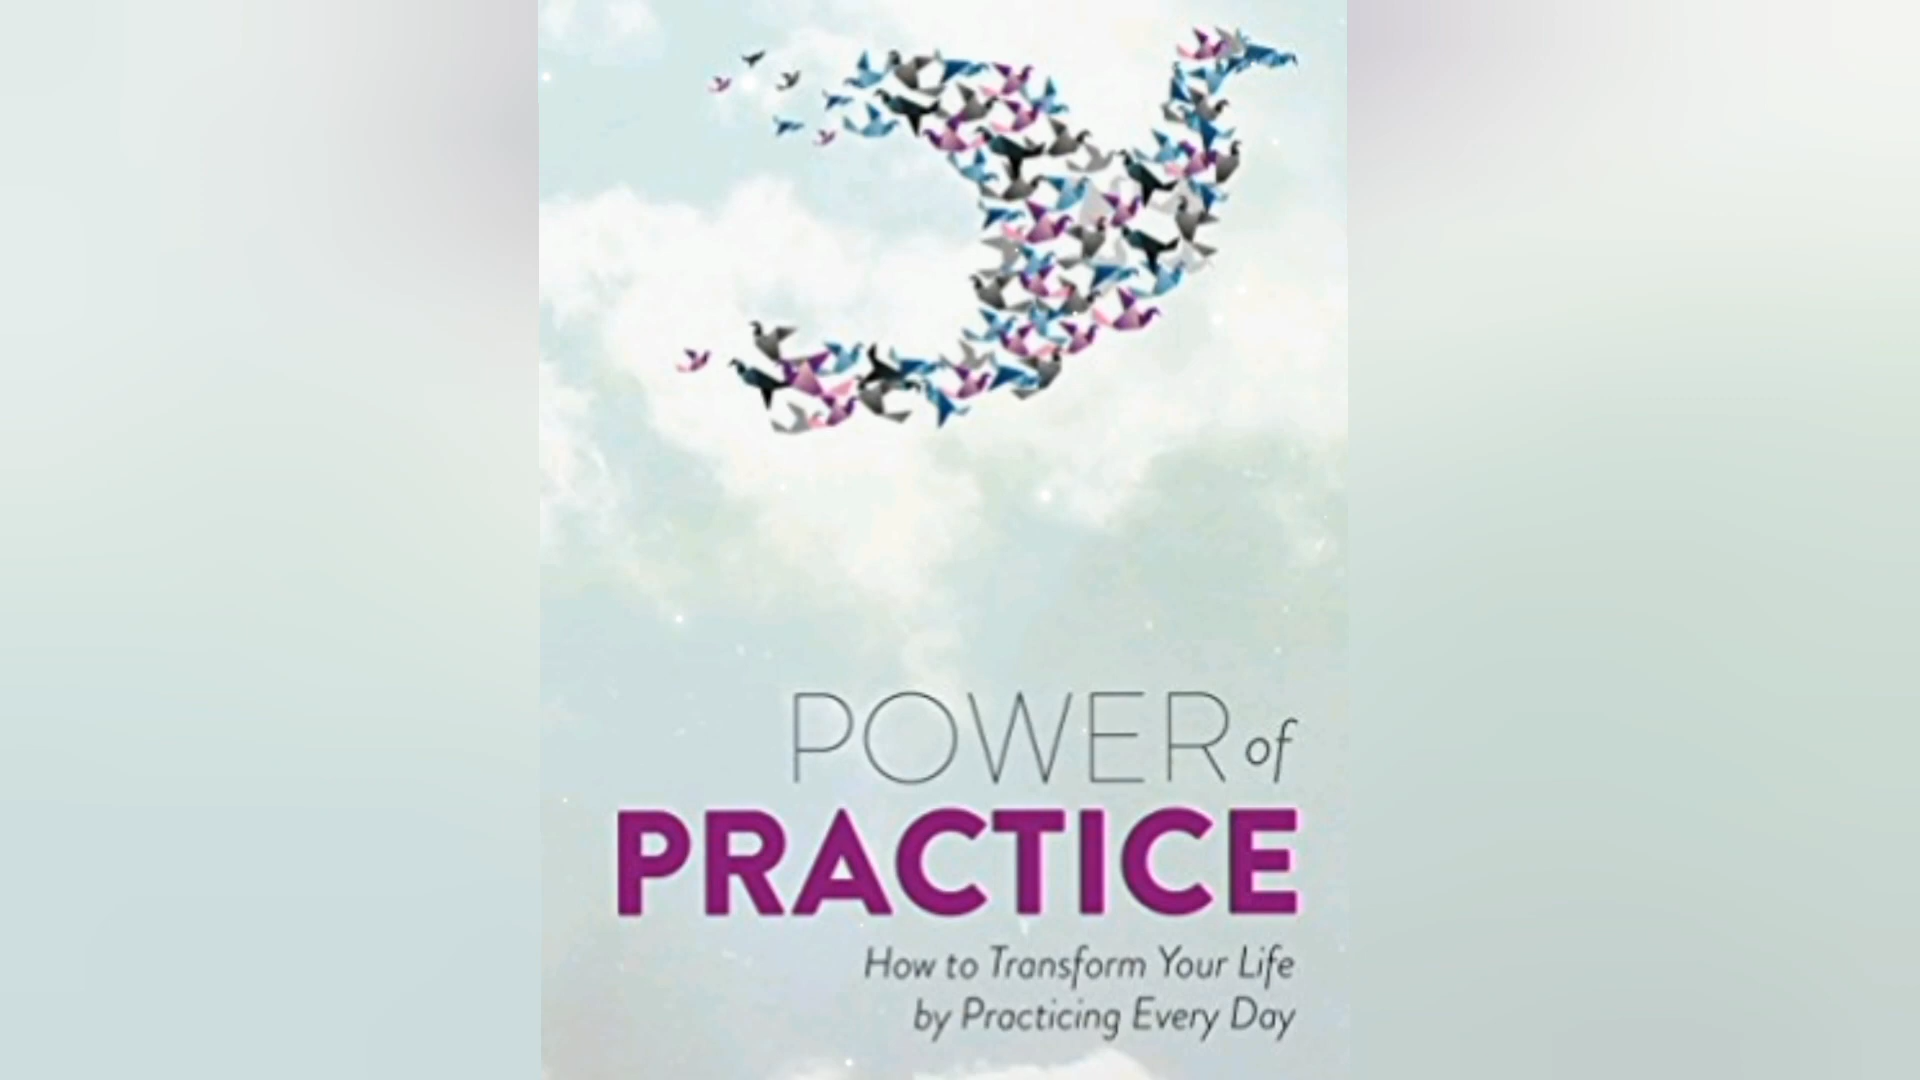 POWER of
PRACTICE
How to Transform Your Life
by Practicing Every Day